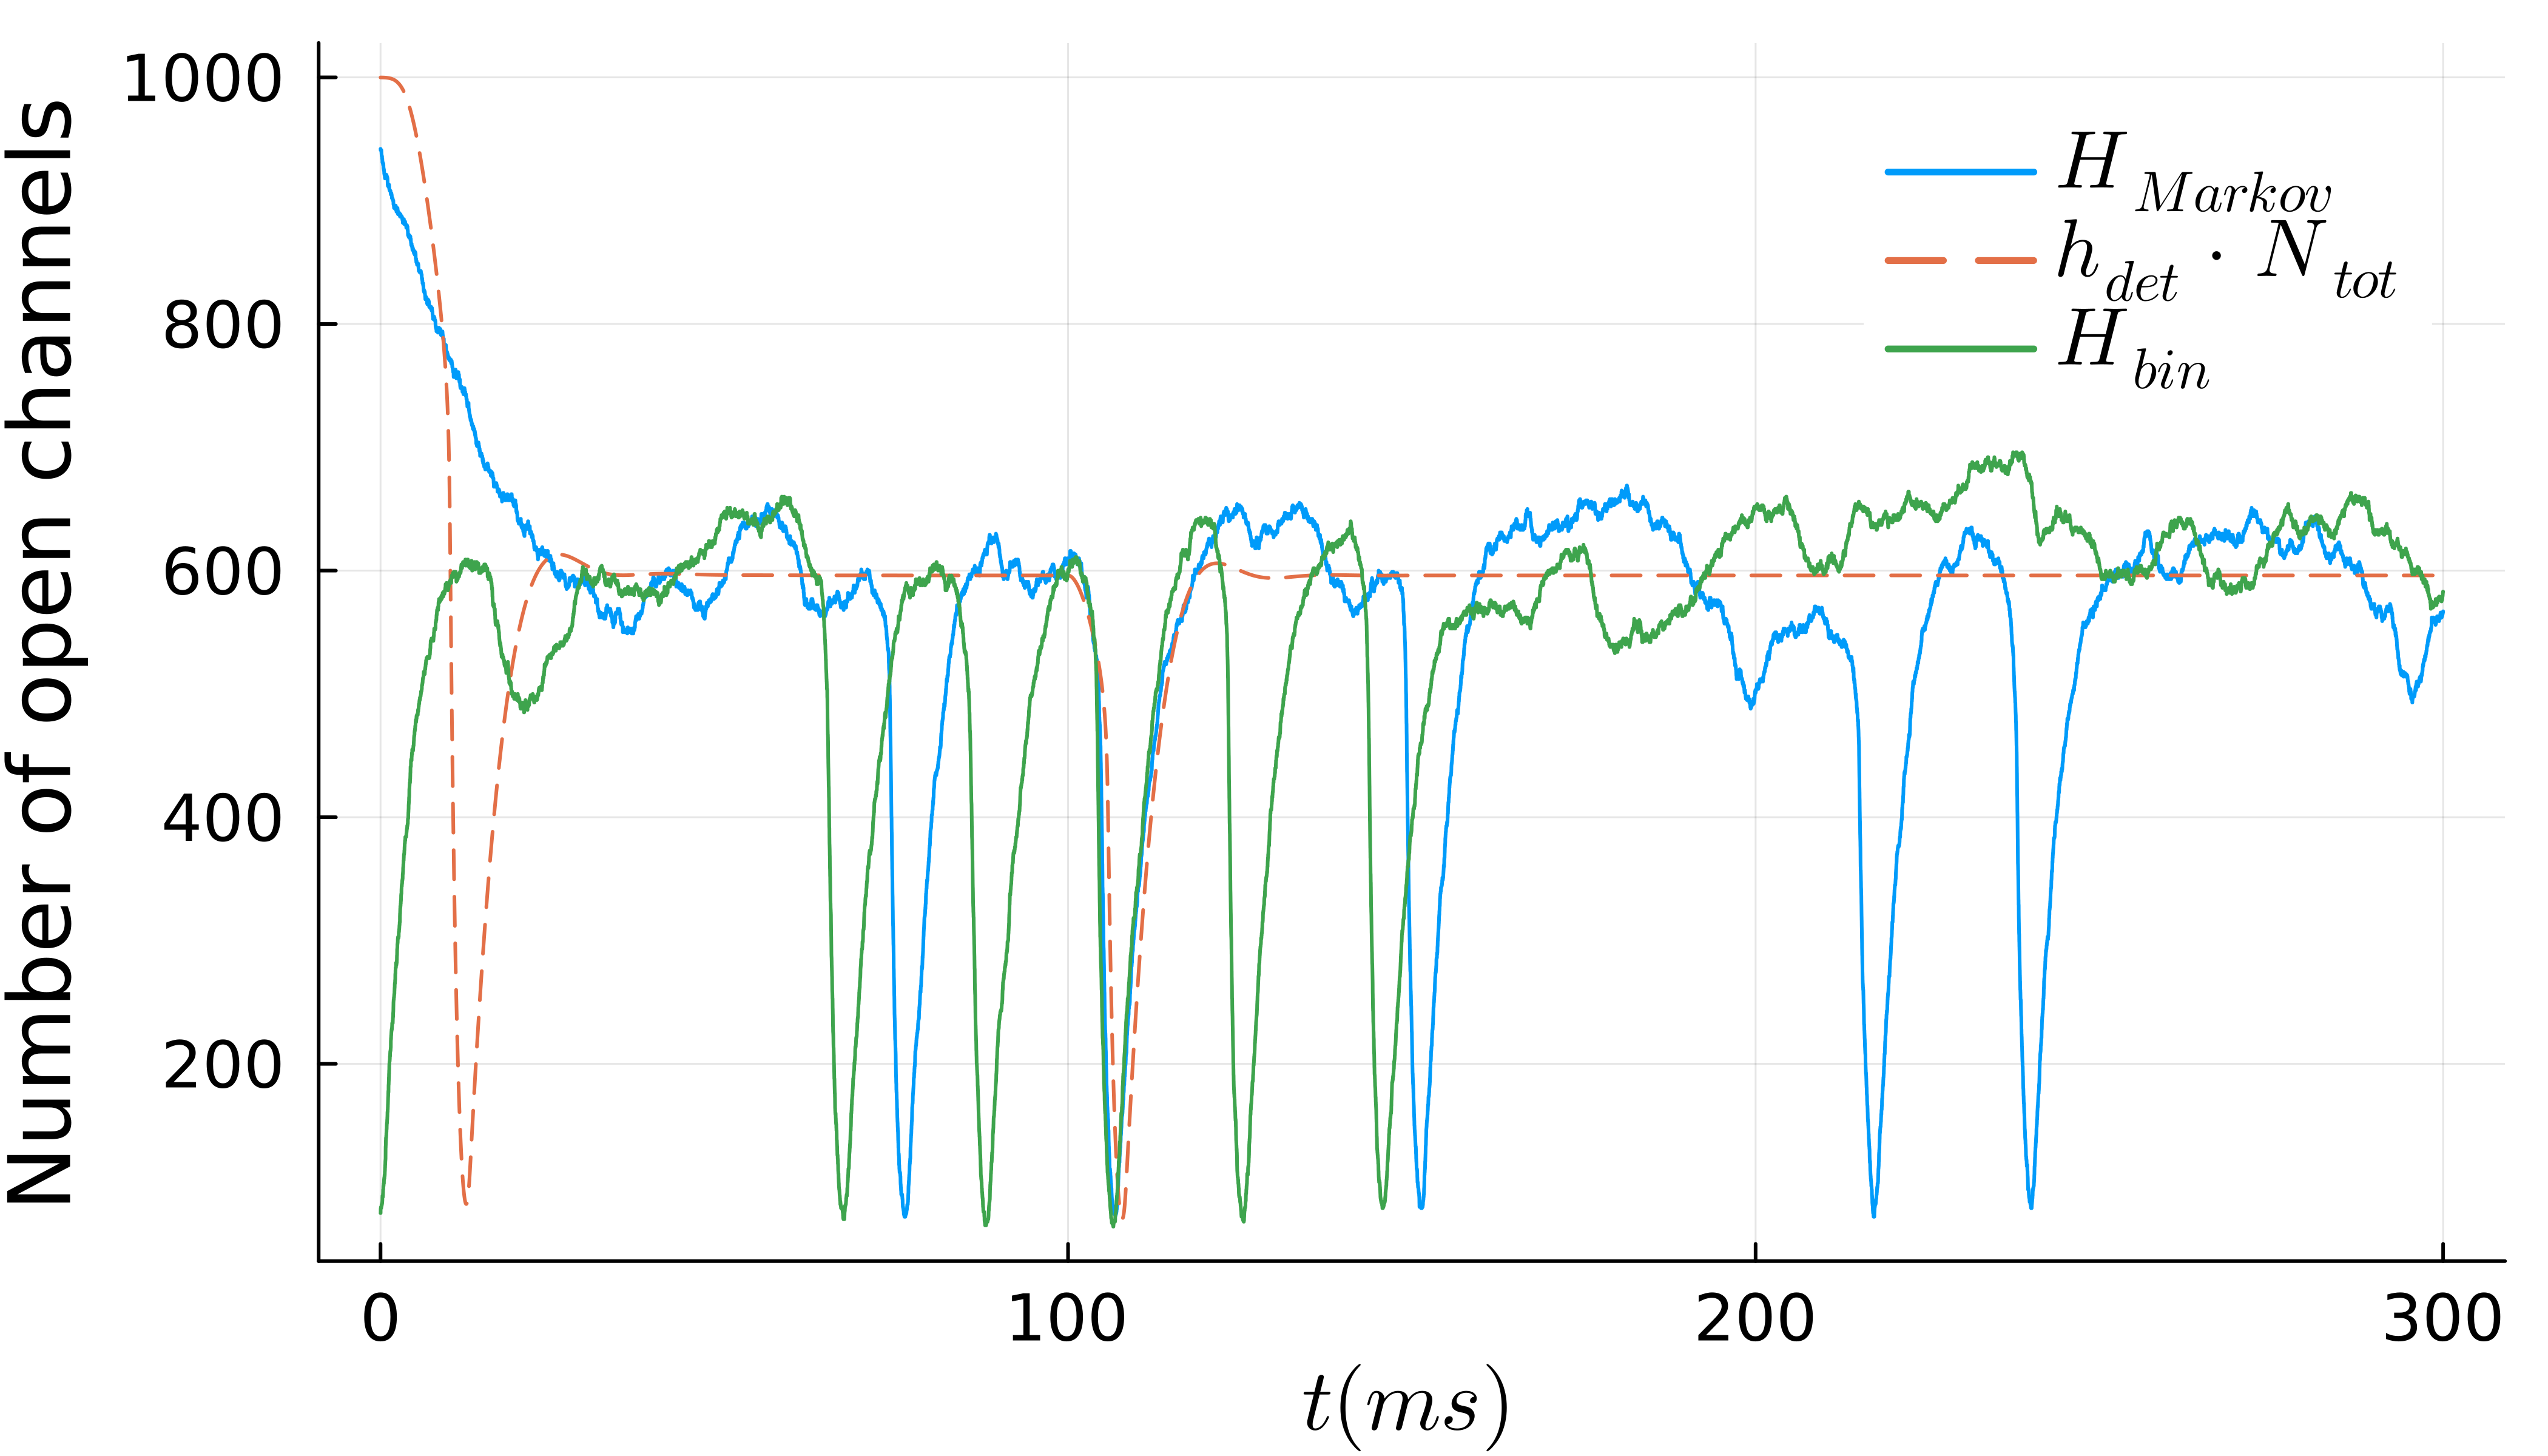 Number of open channels
1000
800
600
400
200
0 100 200 300
t(ms)
H_Markov
h_det · N_tot
H_bin